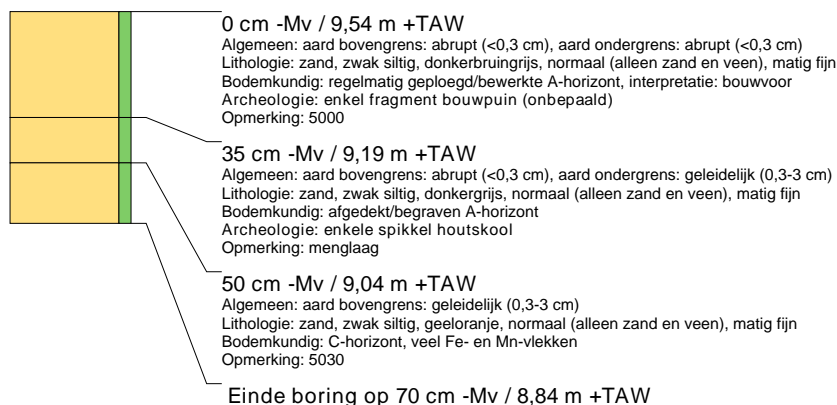 0 cm -Mv / 9,54 m +TAW
Algemeen: aard bovengrens: abrupt (<0,3 cm), aard ondergrens: abrupt (<0,3 cm)
Lithologie: zand, zwak siltig, donkerbruingrijs, normaal (alleen zand en veen), matig fijn
Bodemkundig: regelmatig geploegd/bewerkte A-horizont, interpretatie: bouwvoor
Archeologie: enkel fragment bouwpuin (onbepaald)
Opmerking: 5000
35 cm -Mv / 9,19 m +TAW
Algemeen: aard bovengrens: abrupt (<0,3 cm), aard ondergrens: geleidelijk (0,3-3 cm)
Lithologie: zand, zwak siltig, donkergrijs, normaal (alleen zand en veen), matig fijn
Bodemkundig: afgedekt/begraven A-horizont
Archeologie: enkele spikkel houtskool
Opmerking: menglaag
50 cm -Mv / 9,04 m +TAW
Algemeen: aard bovengrens: geleidelijk (0,3-3 cm)
Lithologie: zand, zwak siltig, geeloranje, normaal (alleen zand en veen), matig fijn
Bodemkundig: C-horizont, veel Fe- en Mn-vlekken
Opmerking: 5030
Einde boring op 70 cm -Mv / 8,84 m +TAW